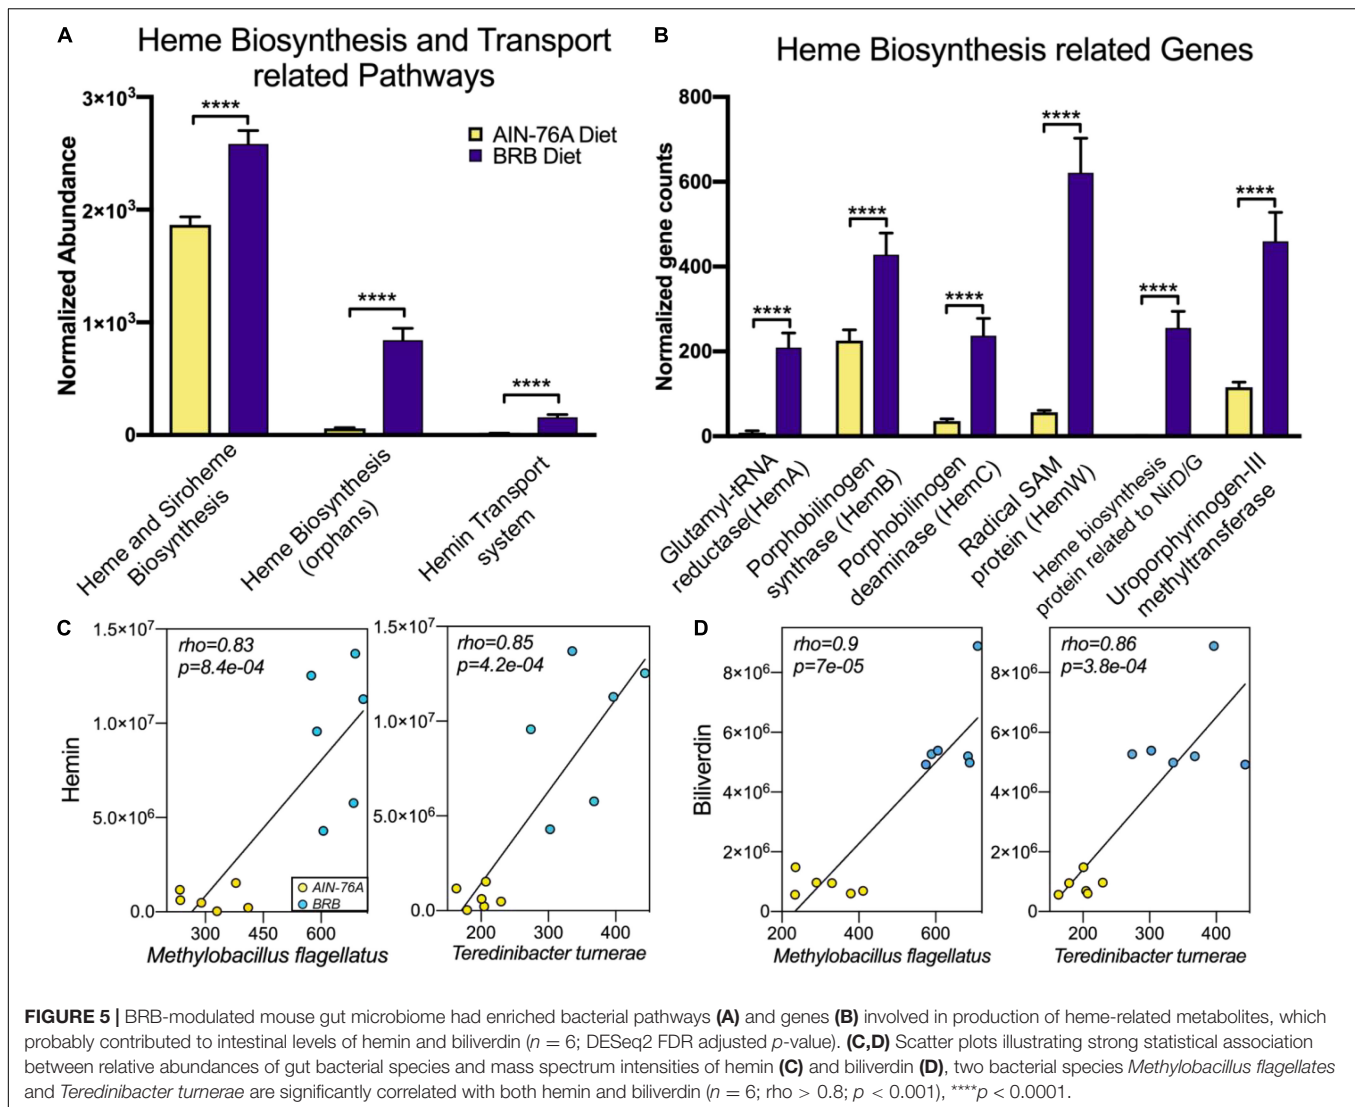 A
Heme Biosynthesis and Transport
related Pathways
Normalized Abundance
3×10³
2×10³
1×10³
0
****
****
****
AIN-76A Diet
BRB Diet
Heme and Siroheme
Biosynthesis
Heme Biosynthesis
(orphans)
Hemin Transport
system
B
Heme Biosynthesis related Genes
Normalized gene counts
800
600
400
200
0
****
****
****
****
****
****
Glutamyl-tRNA
reductase(HemA)
Porphobilinogen
synthase (HemB)
Porphobilinogen
deaminase (HemC)
Radical SAM
protein (HemW)
Heme biosynthesis
protein related to NirD/G
Uroporphyrinogen-III
methyltransferase
C
Hemin
1.5×10⁷
1.0×10⁷
5.0×10⁶
0.0
rho=0.83
p=8.4e-04
AIN-76A
BRB
300
450
600
Methylobacillus flagellatus
1.5×10⁷
1.0×10⁷
5.0×10⁶
0.0
rho=0.85
p=4.2e-04
200
300
400
Teredinibacter turnerae
D
Biliverdin
8×10⁶
6×10⁶
4×10⁶
2×10⁶
0
rho=0.9
p=7e-05
200
400
600
Methylobacillus flagellatus
8×10⁶
6×10⁶
4×10⁶
2×10⁶
0
rho=0.86
p=3.8e-04
200
300
400
Teredinibacter turnerae
FIGURE 5 | BRB-modulated mouse gut microbiome had enriched bacterial pathways (A) and genes (B) involved in production of heme-related metabolites, which
probably contributed to intestinal levels of hemin and biliverdin (n = 6; DESeq2 FDR adjusted p-value). (C,D) Scatter plots illustrating strong statistical association
between relative abundances of gut bacterial species and mass spectrum intensities of hemin (C) and biliverdin (D), two bacterial species Methylobacillus flagellates
and Teredinibacter turnerae are significantly correlated with both hemin and biliverdin (n = 6; rho > 0.8; p < 0.001), ****p < 0.0001.